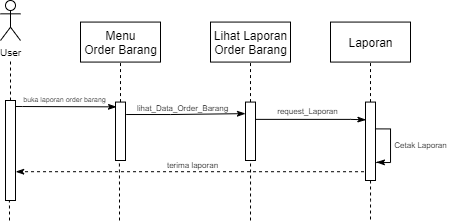 User
Menu
Order Barang
Lihat Laporan
Order Barang
Laporan
buka laporan order barang
lihat_Data_Order_Barang
request_Laporan
Cetak Laporan
terima laporan